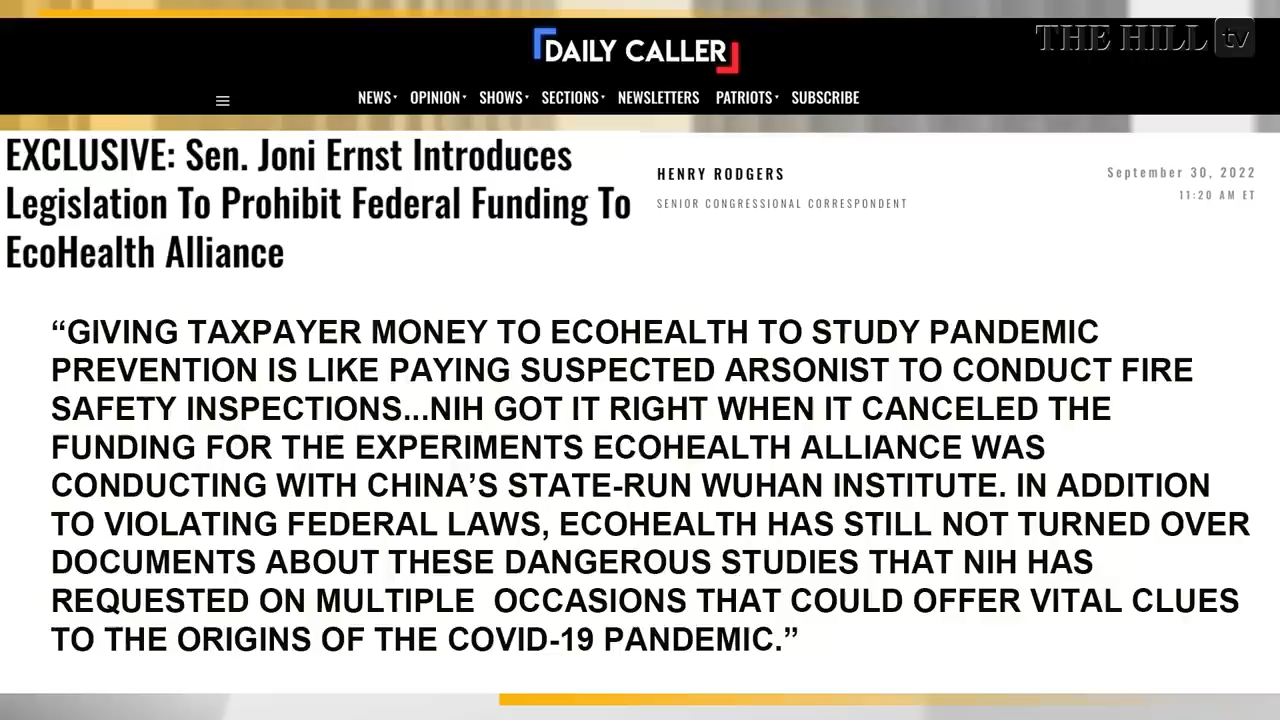 DAILY CALLER
THE HILL tv
NEWS OPINION SHOWS SECTIONS NEWSLETTERS PATRIOTS SUBSCRIBE
EXCLUSIVE: Sen. Joni Ernst Introduces
Legislation To Prohibit Federal Funding To
EcoHealth Alliance
HENRY RODGERS
SENIOR CONGRESSIONAL CORRESPONDENT
September 30, 2022
11:20 AM ET
“GIVING TAXPAYER MONEY TO ECOHEALTH TO STUDY PANDEMIC
PREVENTION IS LIKE PAYING SUSPECTED ARSONIST TO CONDUCT FIRE
SAFETY INSPECTIONS...NIH GOT IT RIGHT WHEN IT CANCELED THE
FUNDING FOR THE EXPERIMENTS ECOHEALTH ALLIANCE WAS
CONDUCTING WITH CHINA’S STATE-RUN WUHAN INSTITUTE. IN ADDITION
TO VIOLATING FEDERAL LAWS, ECOHEALTH HAS STILL NOT TURNED OVER
DOCUMENTS ABOUT THESE DANGEROUS STUDIES THAT NIH HAS
REQUESTED ON MULTIPLE  OCCASIONS THAT COULD OFFER VITAL CLUES
TO THE ORIGINS OF THE COVID-19 PANDEMIC.”